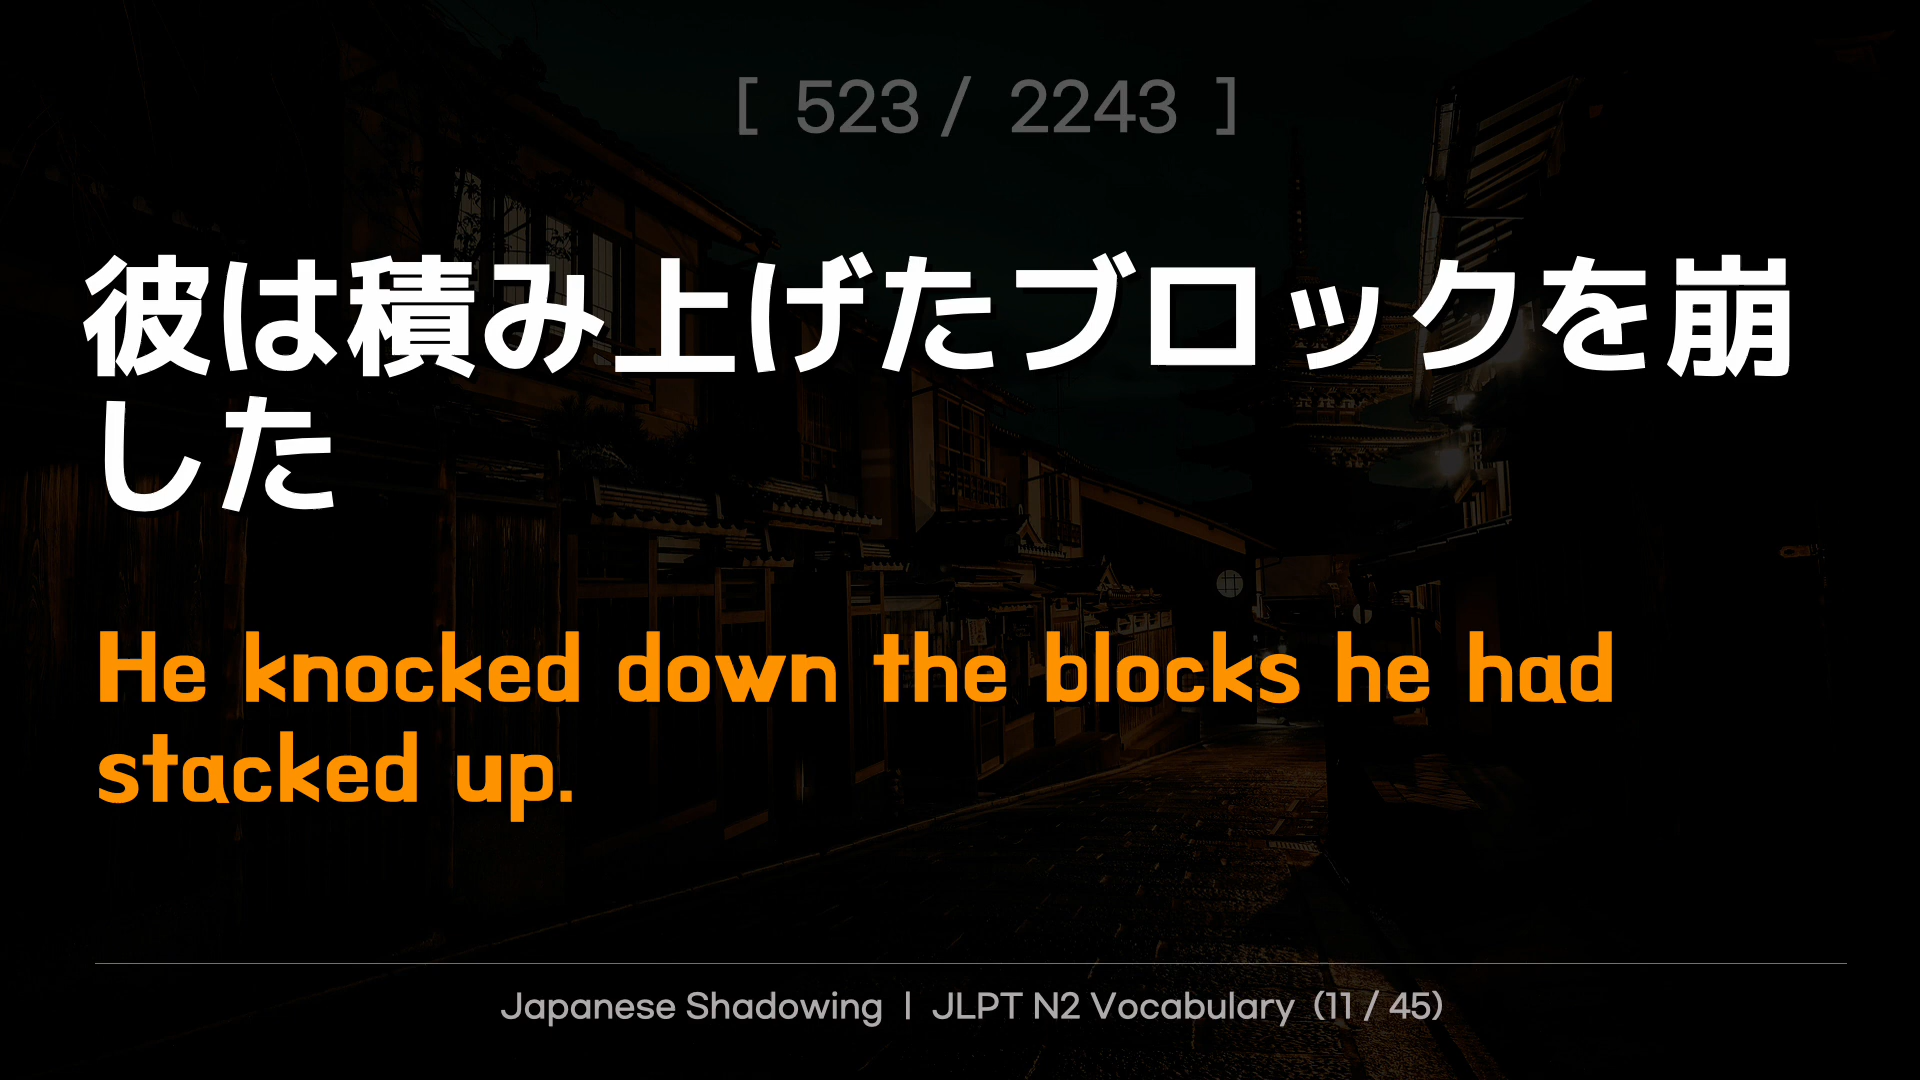 [ 523 / 2243 ]
彼は積み上げたブロックを崩
した
He knocked down the blocks he had
stacked up.
Japanese Shadowing | JLPT N2 Vocabulary (11 / 45)